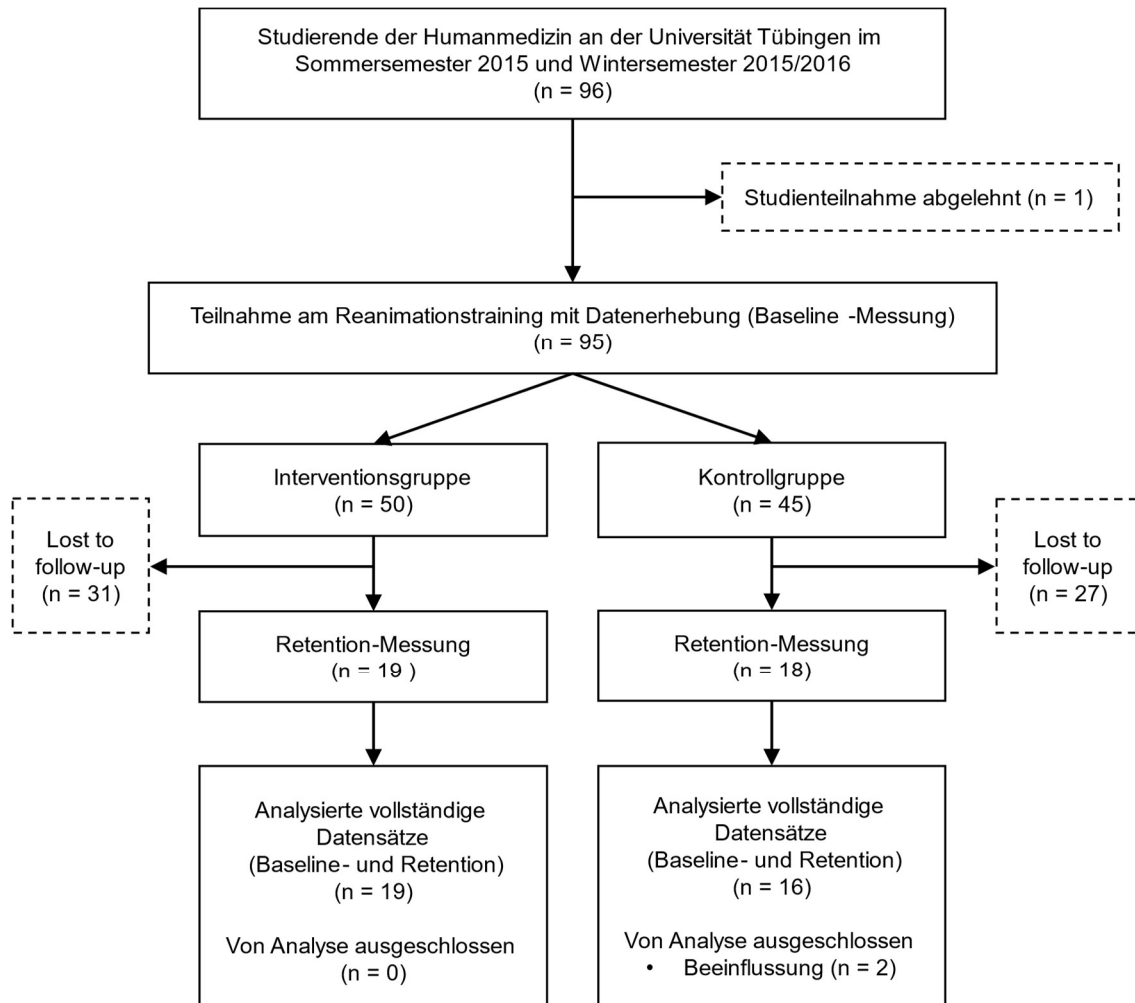 Studierende der Humanmedizin an der Universität Tübingen im
Sommersemester 2015 und Wintersemester 2015/2016
(n = 96)
Studienteilnahme abgelehnt (n = 1)
Teilnahme am Reanimationstraining mit Datenerhebung (Baseline -Messung)
(n = 95)
Interventionsgruppe
(n = 50)
Kontrollgruppe
(n = 45)
Lost to
follow-up
(n = 31)
Lost to
follow-up
(n = 27)
Retention-Messung
(n = 19 )
Retention-Messung
(n = 18)
Analysierte vollständige
Datensätze
(Baseline- und Retention)
(n = 19)
Von Analyse ausgeschlossen
(n = 0)
Analysierte vollständige
Datensätze
(Baseline- und Retention)
(n = 16)
Von Analyse ausgeschlossen
• Beeinflussung (n = 2)